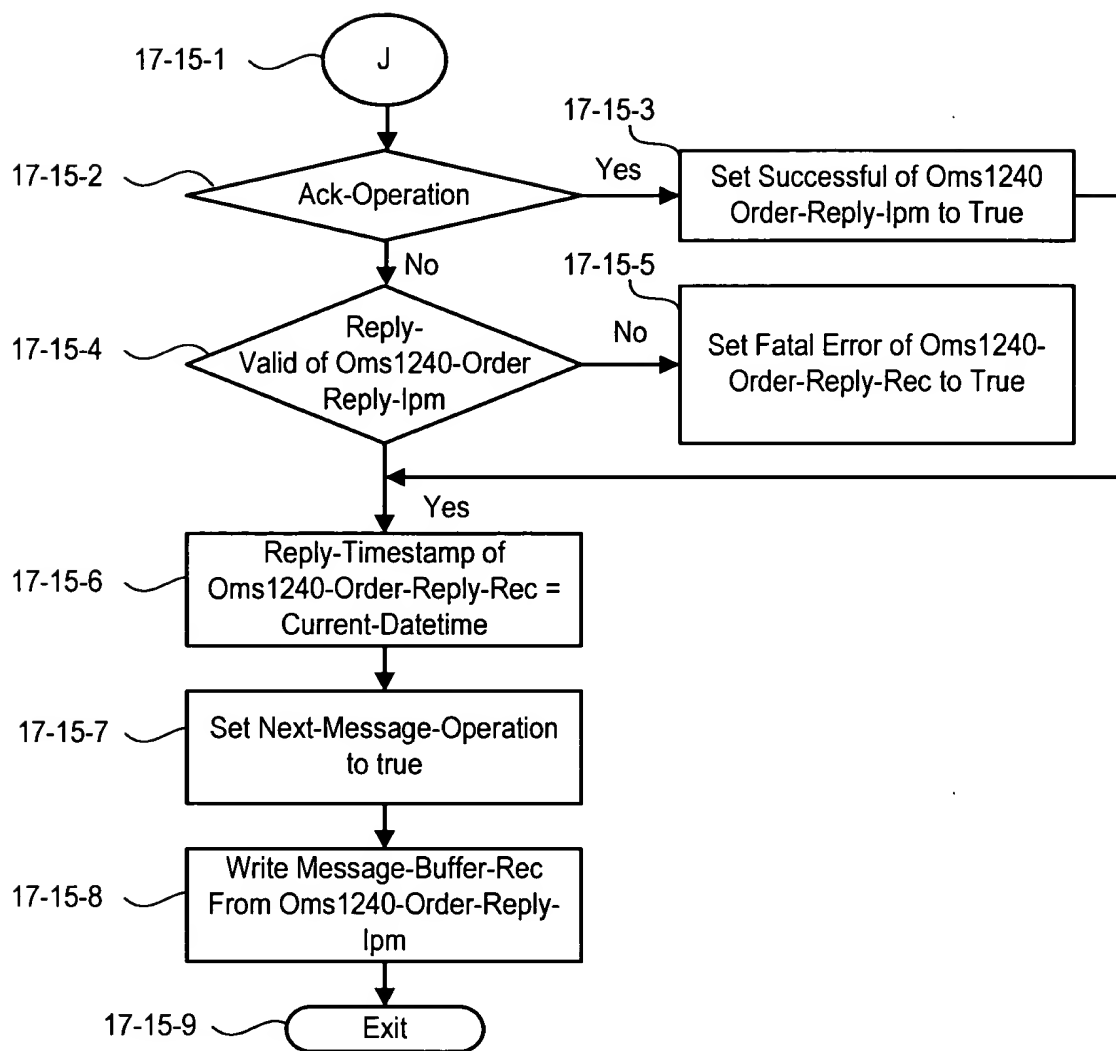 17-15-1
J
17-15-2
Ack-Operation
Yes
17-15-3
Set Successful of Oms1240
Order-Reply-Ipm to True
No
17-15-4
Reply-
Valid of Oms1240-Order
Reply-Ipm
No
17-15-5
Set Fatal Error of Oms1240-
Order-Reply-Rec to True
Yes
17-15-6
Reply-Timestamp of
Oms1240-Order-Reply-Rec =
Current-Datetime
17-15-7
Set Next-Message-Operation
to true
17-15-8
Write Message-Buffer-Rec
From Oms1240-Order-Reply-
Ipm
17-15-9
Exit